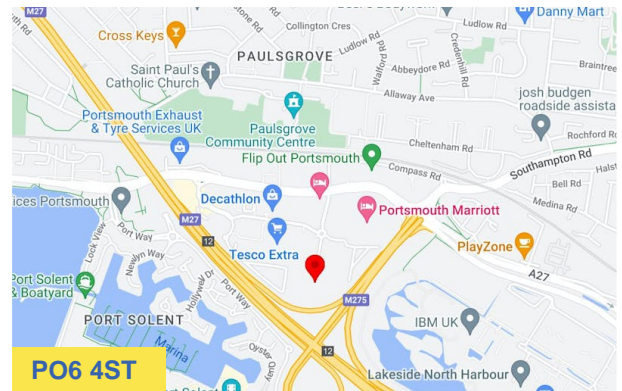 M27
Danny Mart
Collington Cres
Ludlow Rd
Cross Keys
PAULSGROVE
Ludlow Rd
Walford Rd
Credenhill Rd
Braintree
Saint Paul's
Catholic Church
Abbeydore Rd
Allaway Ave
josh budgen
roadside assista
Portsmouth Exhaust
& Tyre Services UK
Paulsgrove
Community Centre
Rochford Rd
Cheltenham Rd
Flip Out Portsmouth
Southampton Rd
Compass Rd
Hals
Bell Rd
ices Portsmouth
Decathlon
Medina Rd
M27
Portsmouth Marriott
Port Way
Lock View
12
Tesco Extra
PlayZone
Newlyn Way
A27
Port Solent
& Boatyard
Hollywell Dr
Port Way
M275
PORT SOLENT
IBM UK
Marina
12
Oyster Quay
PO6 4ST
Lakeside North Harbour